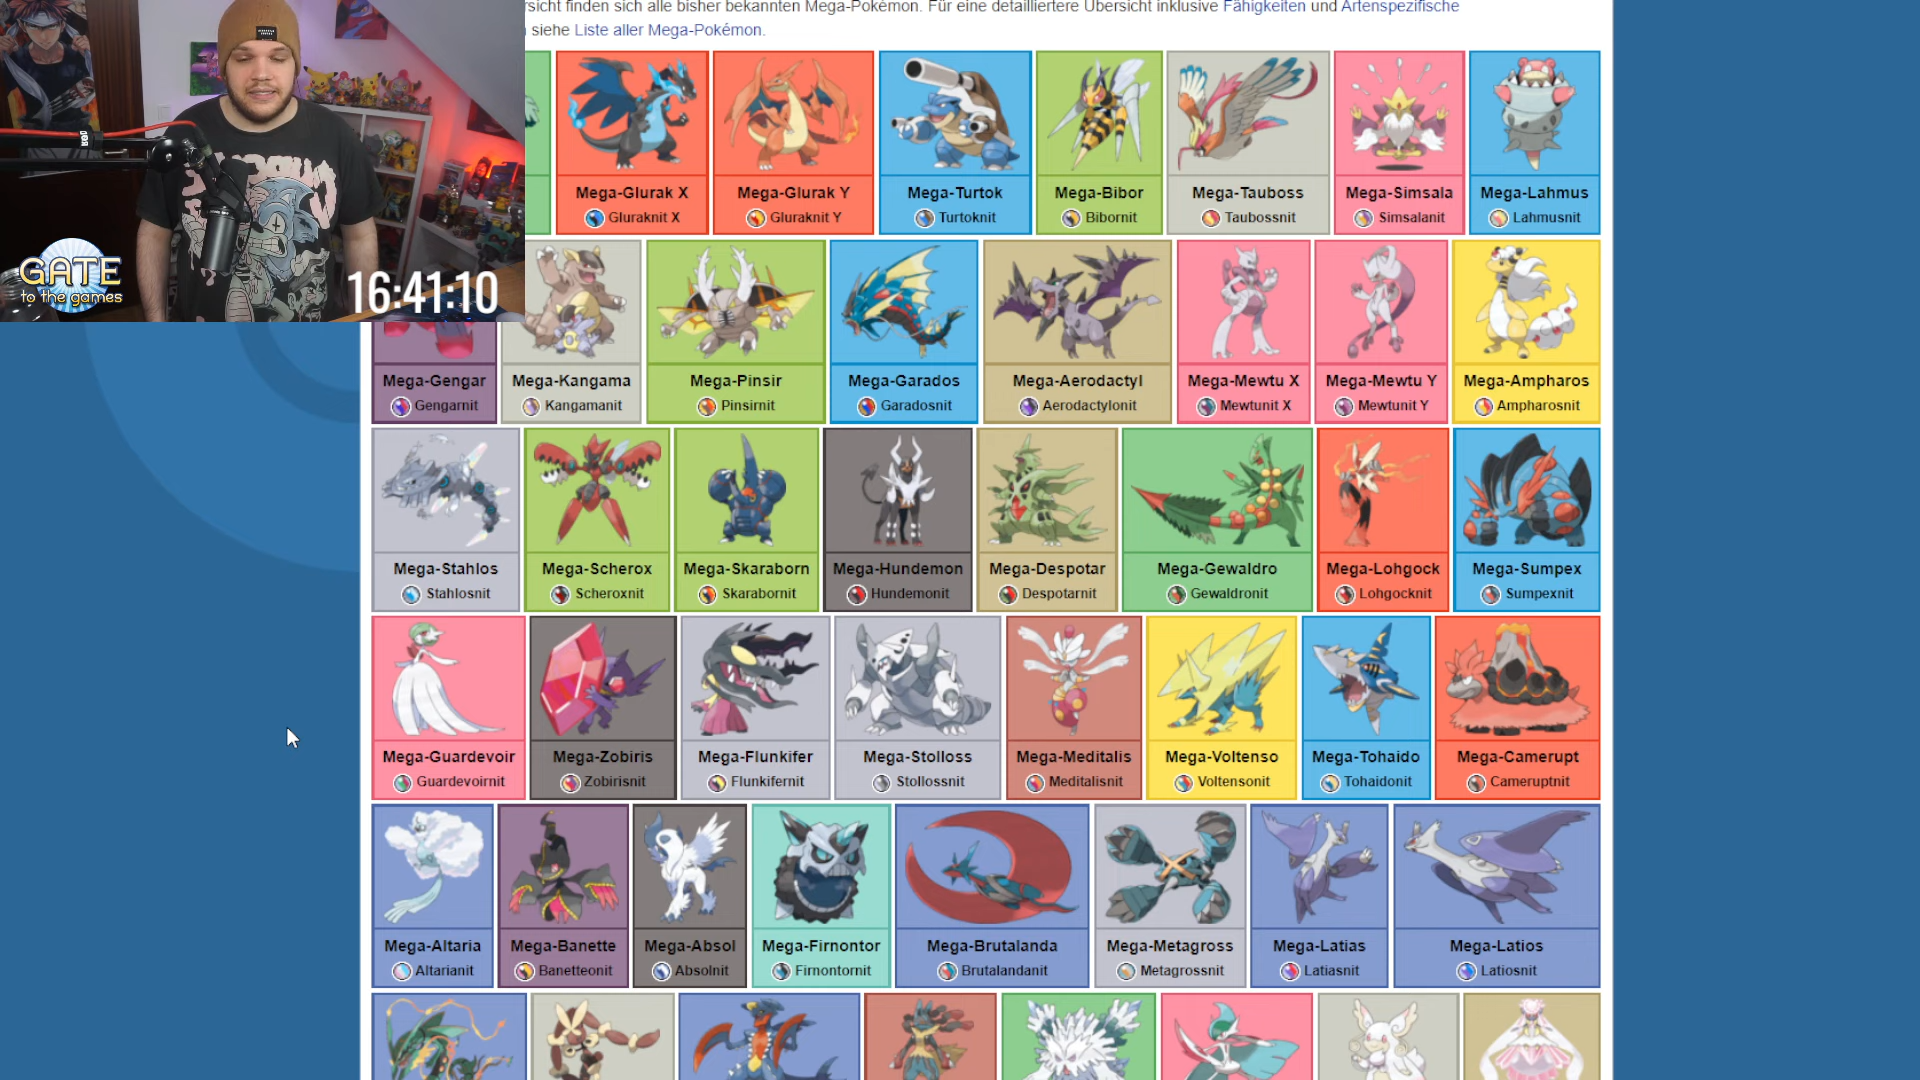 rsicht finden sich alle bisher bekannten Mega-Pokémon. Für eine detailliertere Übersicht inklusive Fähigkeiten und Artenspezifische
siehe Liste aller Mega-Pokémon.
Mega-Glurak X
Gluraknit X
Mega-Glurak Y
Gluraknit Y
Mega-Turtok
Turtoknit
Mega-Bibor
Bibornit
Mega-Tauboss
Taubossnit
Mega-Simsala
Simsalanit
Mega-Lahmus
Lahmusnit
GATE
to the games
16:41:10
Mega-Gengar
Gengarnit
Mega-Kangama
Kangamanit
Mega-Pinsir
Pinsirnit
Mega-Garados
Garadosnit
Mega-Aerodactyl
Aerodactylonit
Mega-Mewtu X
Mewtunit X
Mega-Mewtu Y
Mewtunit Y
Mega-Ampharos
Ampharosnit
Mega-Stahlos
Stahlosnit
Mega-Scherox
Scheroxnit
Mega-Skaraborn
Skarabornit
Mega-Hundemon
Hundemonit
Mega-Despotar
Despotarnit
Mega-Gewaldro
Gewaldronit
Mega-Lohgock
Lohgocknit
Mega-Sumpex
Sumpexnit
Mega-Guardevoir
Guardevoirnit
Mega-Zobiris
Zobirisnit
Mega-Flunkifer
Flunkifernit
Mega-Stolloss
Stollossnit
Mega-Meditalis
Meditalisnit
Mega-Voltenso
Voltensonit
Mega-Tohaido
Tohaidonit
Mega-Camerupt
Cameruptnit
Mega-Altaria
Altarianit
Mega-Banette
Banetteonit
Mega-Absol
Absolnit
Mega-Firnontor
Firnontornit
Mega-Brutalanda
Brutalandanit
Mega-Metagross
Metagrossnit
Mega-Latias
Latiasnit
Mega-Latios
Latiosnit